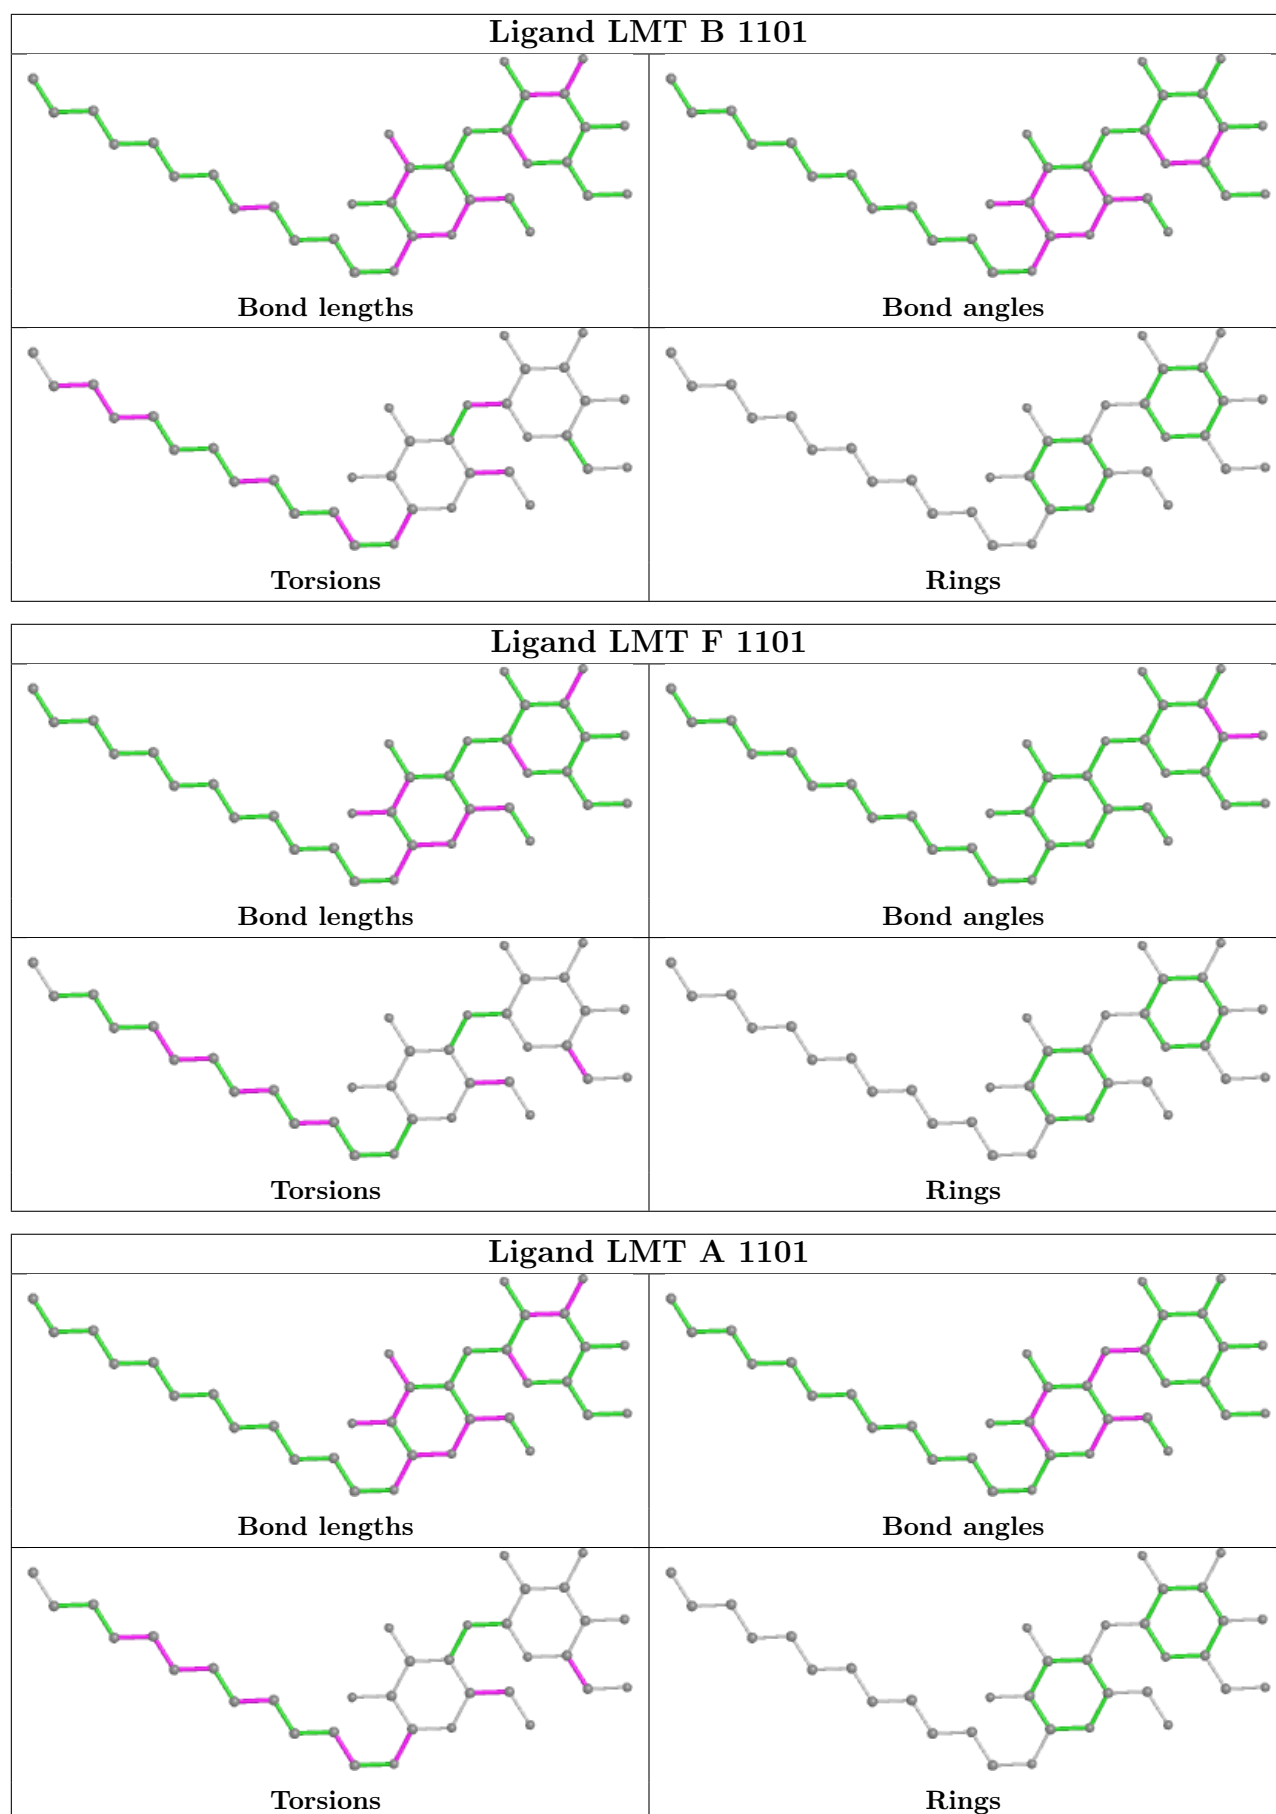 Ligand LMT B 1101
Bond lengths
Bond angles
Torsions
Rings
Ligand LMT F 1101
Bond lengths
Bond angles
Torsions
Rings
Ligand LMT A 1101
Bond lengths
Bond angles
Torsions
Rings